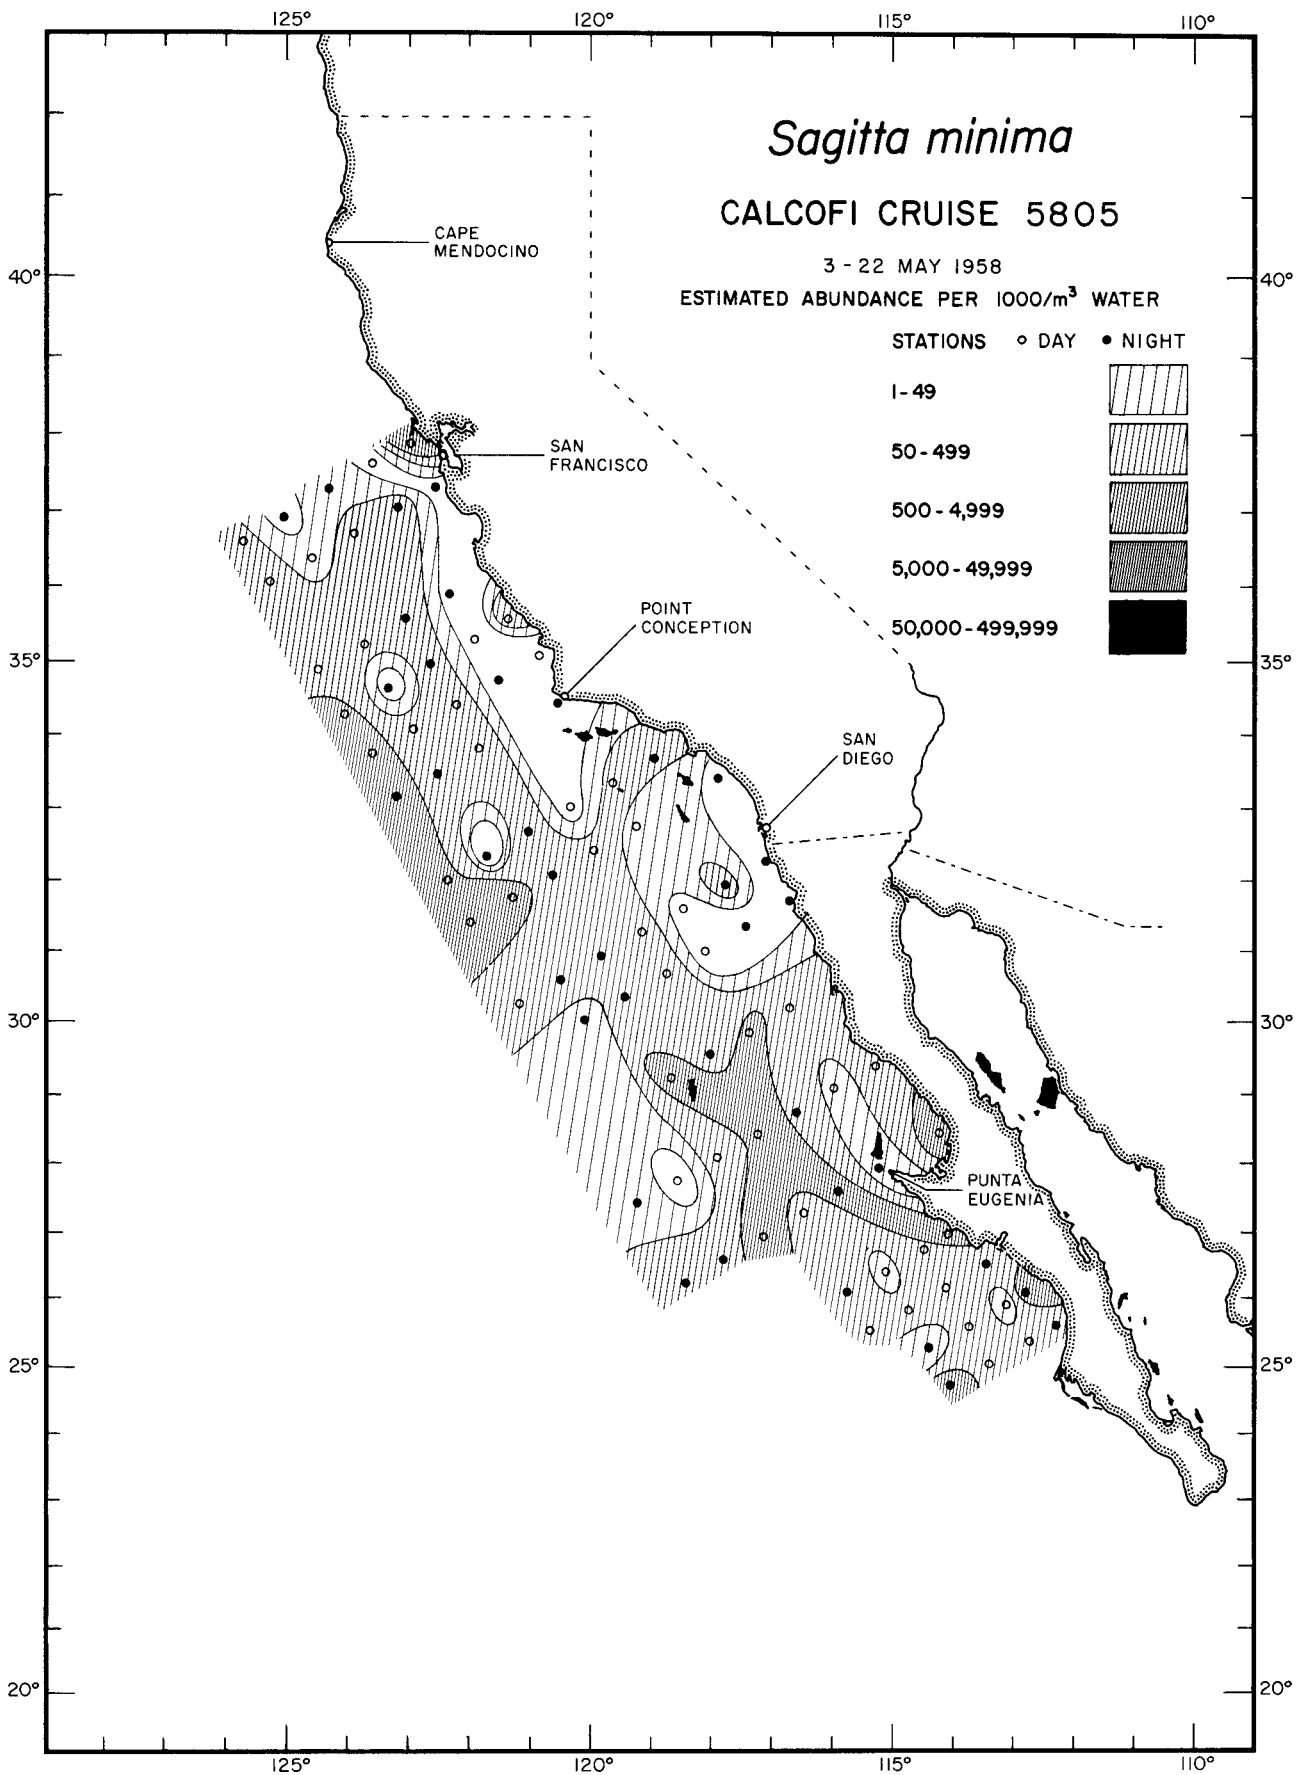 125° 120° 115° 110°
Sagitta minima
CALCOFI CRUISE 5805
3 - 22 MAY 1958
ESTIMATED ABUNDANCE PER 1000/m³ WATER
STATIONS ○ DAY ● NIGHT
1 - 49
50 - 499
500 - 4,999
5,000 - 49,999
50,000 - 499,999
CAPE
MENDOCINO
40° 40°
SAN
FRANCISCO
POINT
CONCEPTION
35° 35°
SAN
DIEGO
30° 30°
PUNTA
EUGENIA
25° 25°
20° 20°
125° 120° 115° 110°